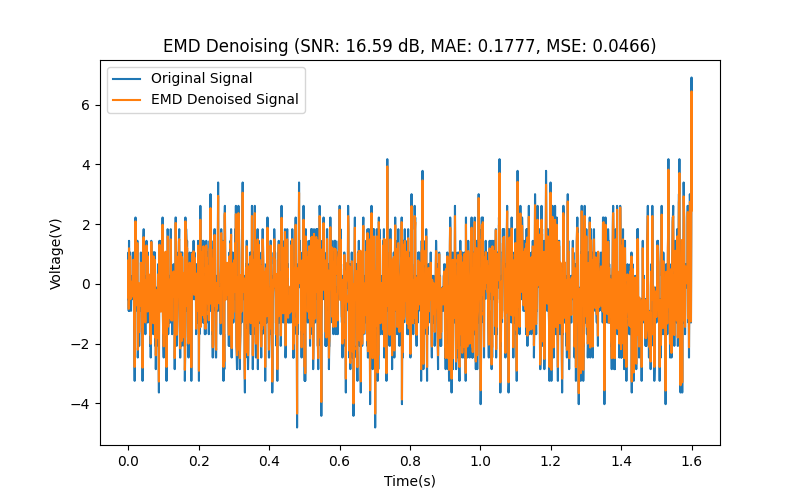 EMD Denoising (SNR: 16.59 dB, MAE: 0.1777, MSE: 0.0466)
Original Signal
EMD Denoised Signal
Voltage(V)
6
4
2
0
−2
−4
0.0 0.2 0.4 0.6 0.8 1.0 1.2 1.4 1.6
Time(s)